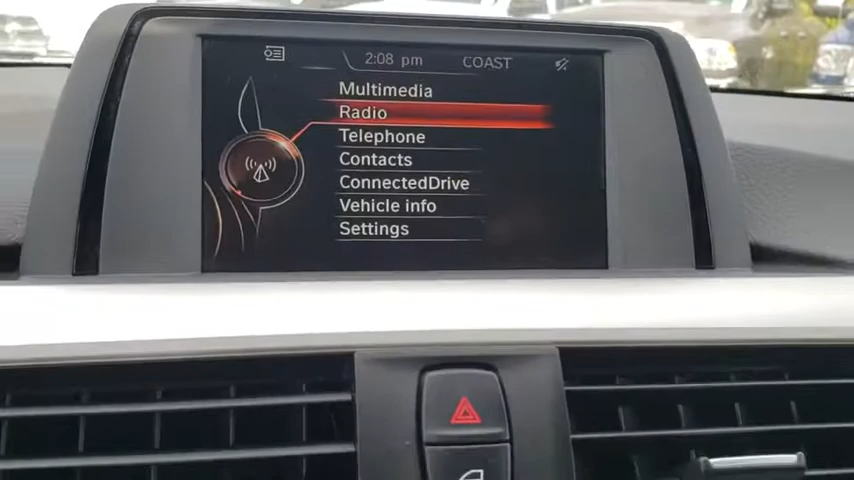 2:08 pm COAST
Multimedia
Radio
Telephone
Contacts
ConnectedDrive
Vehicle info
Settings